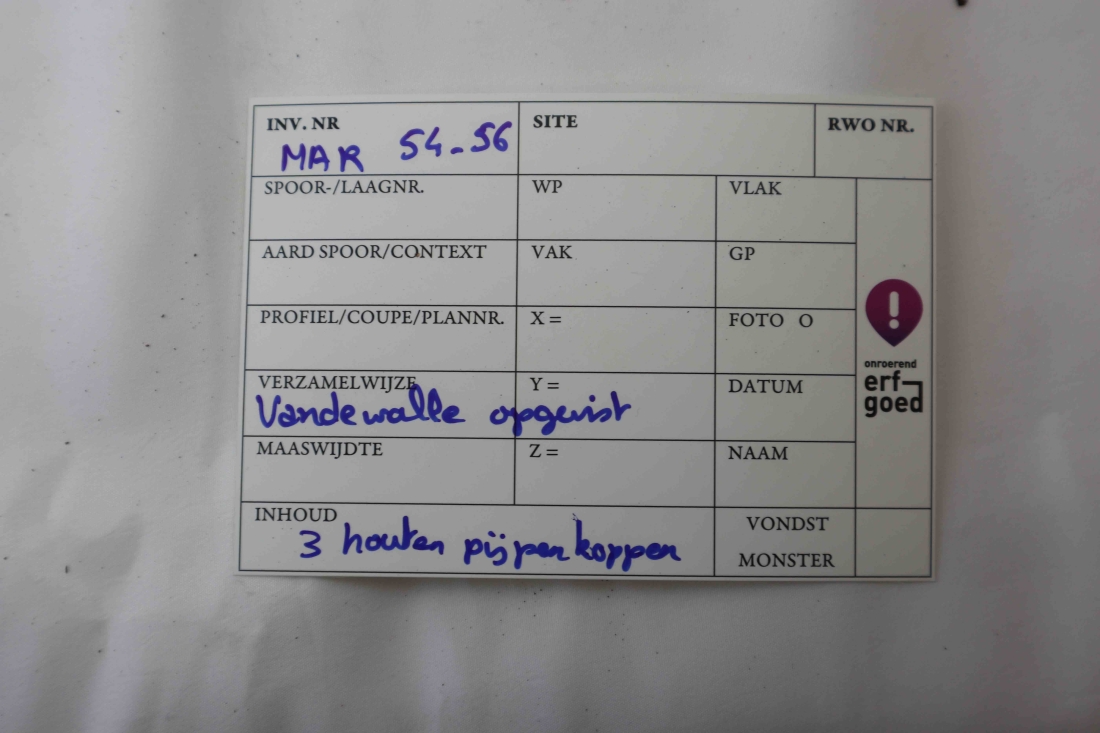 INV. NR
MAR 54-56
SITE
RWO NR.
SPOOR-/LAAGNR.
WP
VLAK
AARD SPOOR/CONTEXT
VAK
GP
PROFIEL/COUPE/PLANNR.
X =
FOTO O
VERZAMELWIJZE
Vandewalle opgevist
Y =
DATUM
MAASWIJDTE
Z =
NAAM
INHOUD
3 houten pijpenkoppen
VONDST
MONSTER
onroerend
erf
goed